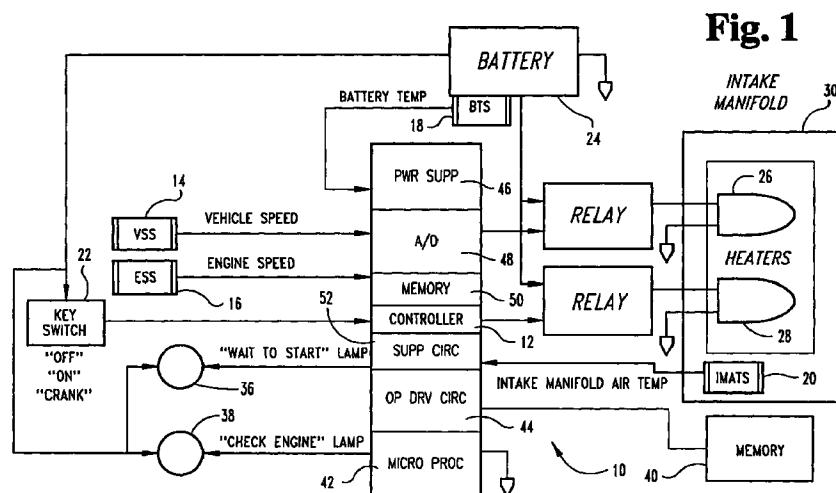 Fig. 1
BATTERY
INTAKE
MANIFOLD
30
BATTERY TEMP
BTS
18
24
14
VSS
VEHICLE SPEED
PWR SUPP
46
RELAY
26
A/D
48
HEATERS
22
ESS
ENGINE SPEED
16
MEMORY
50
RELAY
28
KEY
SWITCH
52
CONTROLLER
12
"OFF"
"ON"
"CRANK"
"WAIT TO START" LAMP
SUPP CIRC
36
INTAKE MANIFOLD AIR TEMP
IMATS
20
OP DRV CIRC
44
38
"CHECK ENGINE" LAMP
MICRO PROC
42
10
MEMORY
40